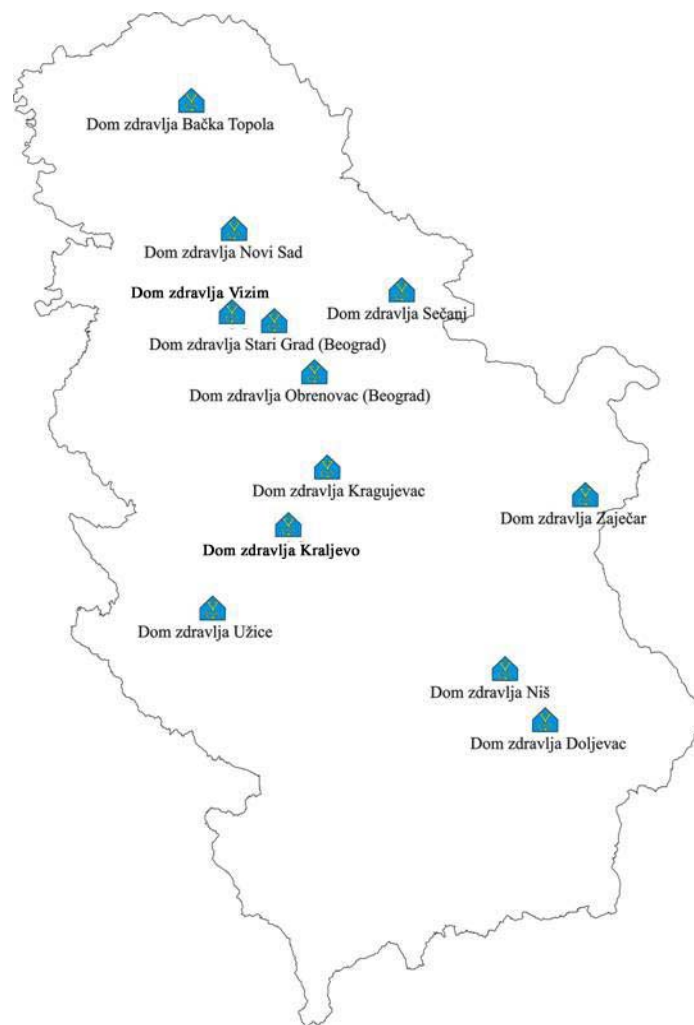 Dom zdravlja Bačka Topola
Dom zdravlja Novi Sad
Dom zdravlja Vizim
Dom zdravlja Sečanj
Dom zdravlja Stari Grad (Beograd)
Dom zdravlja Obrenovac (Beograd)
Dom zdravlja Kragujevac
Dom zdravlja Zaječar
Dom zdravlja Kraljevo
Dom zdravlja Užice
Dom zdravlja Niš
Dom zdravlja Doljevac